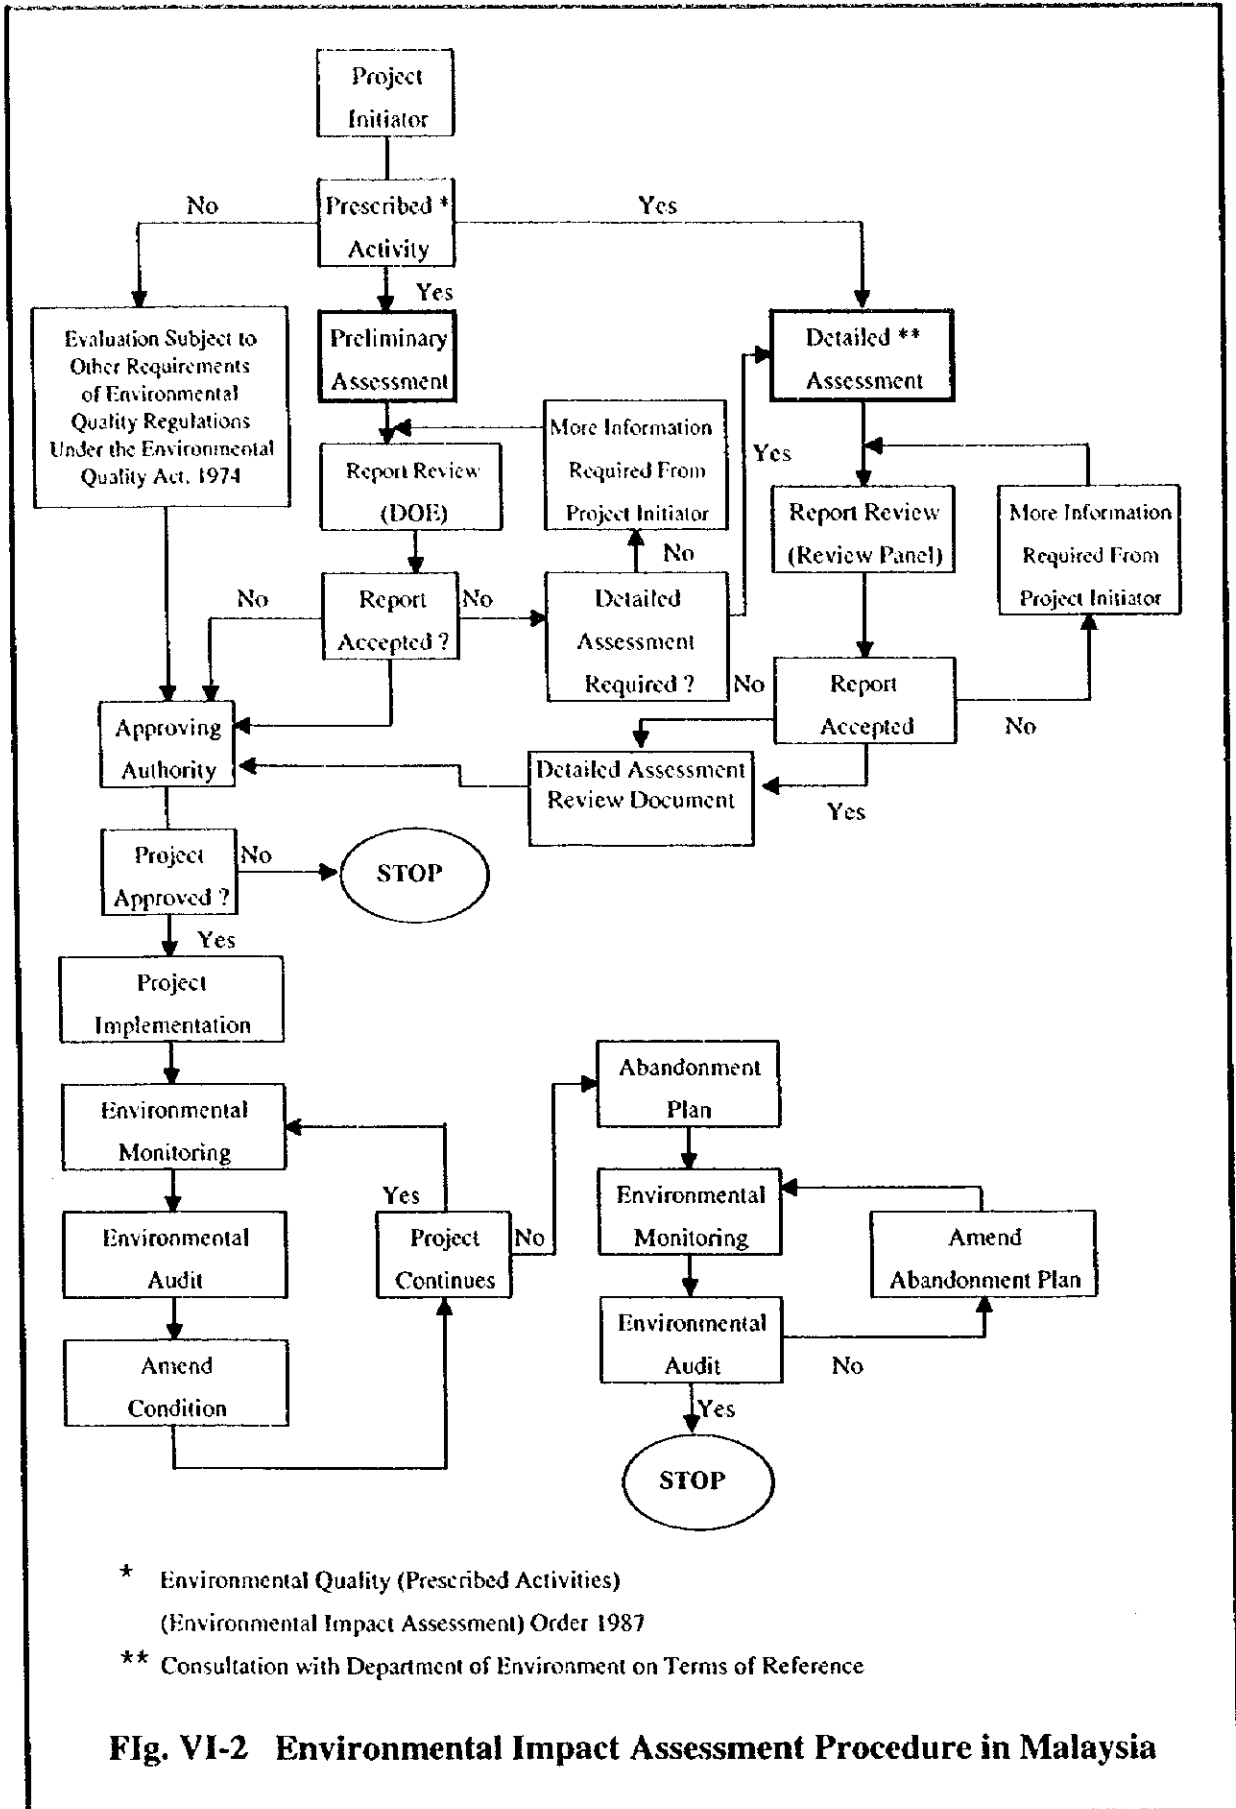 Project
Initiator
Prescribed *
Activity
No
Yes
Yes
Evaluation Subject to
Other Requirements
of Environmental
Quality Regulations
Under the Environmental
Quality Act, 1974
Preliminary
Assessment
Detailed **
Assessment
More Information
Required From
Project Initiator
Yes
Report Review
(DOE)
Report Review
(Review Panel)
More Information
Required From
Project Initiator
No
No
Report
Accepted ?
No
Detailed
Assessment
Required ?
No
Report
Accepted
No
Approving
Authority
Detailed Assessment
Review Document
Yes
Project
Approved ?
No
STOP
Yes
Project
Implementation
Environmental
Monitoring
Environmental
Audit
Amend
Condition
Yes
Project
Continues
No
Abandonment
Plan
Environmental
Monitoring
Amend
Abandonment Plan
Environmental
Audit
No
Yes
STOP
* Environmental Quality (Prescribed Activities)
(Environmental Impact Assessment) Order 1987
** Consultation with Department of Environment on Terms of Reference
FIg. VI-2 Environmental Impact Assessment Procedure in Malaysia